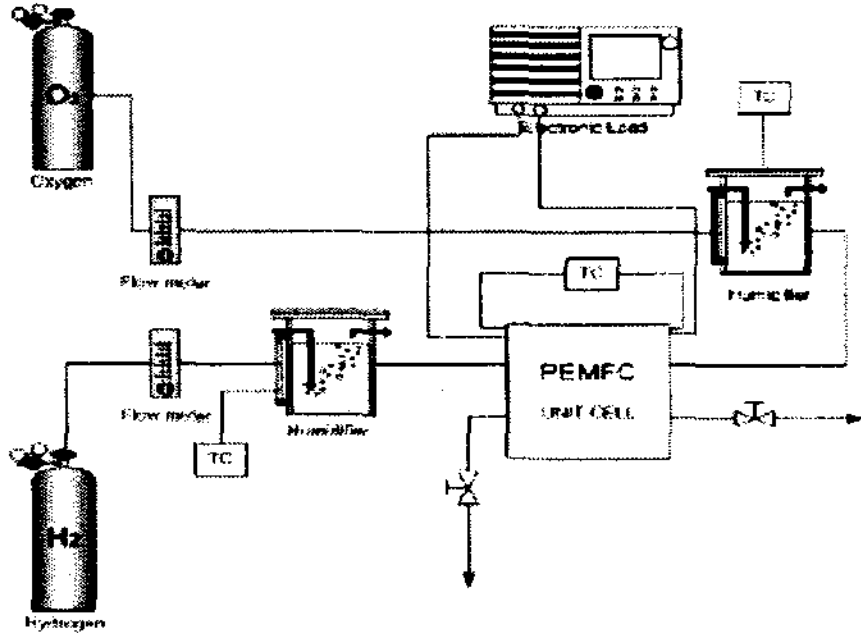 O₂
Oxygen
Electronic Load
TC
Flow meter
Humidifier
TC
PEMFC
UNIT CELL
Flow meter
Humidifier
TC
H₂
Hydrogen